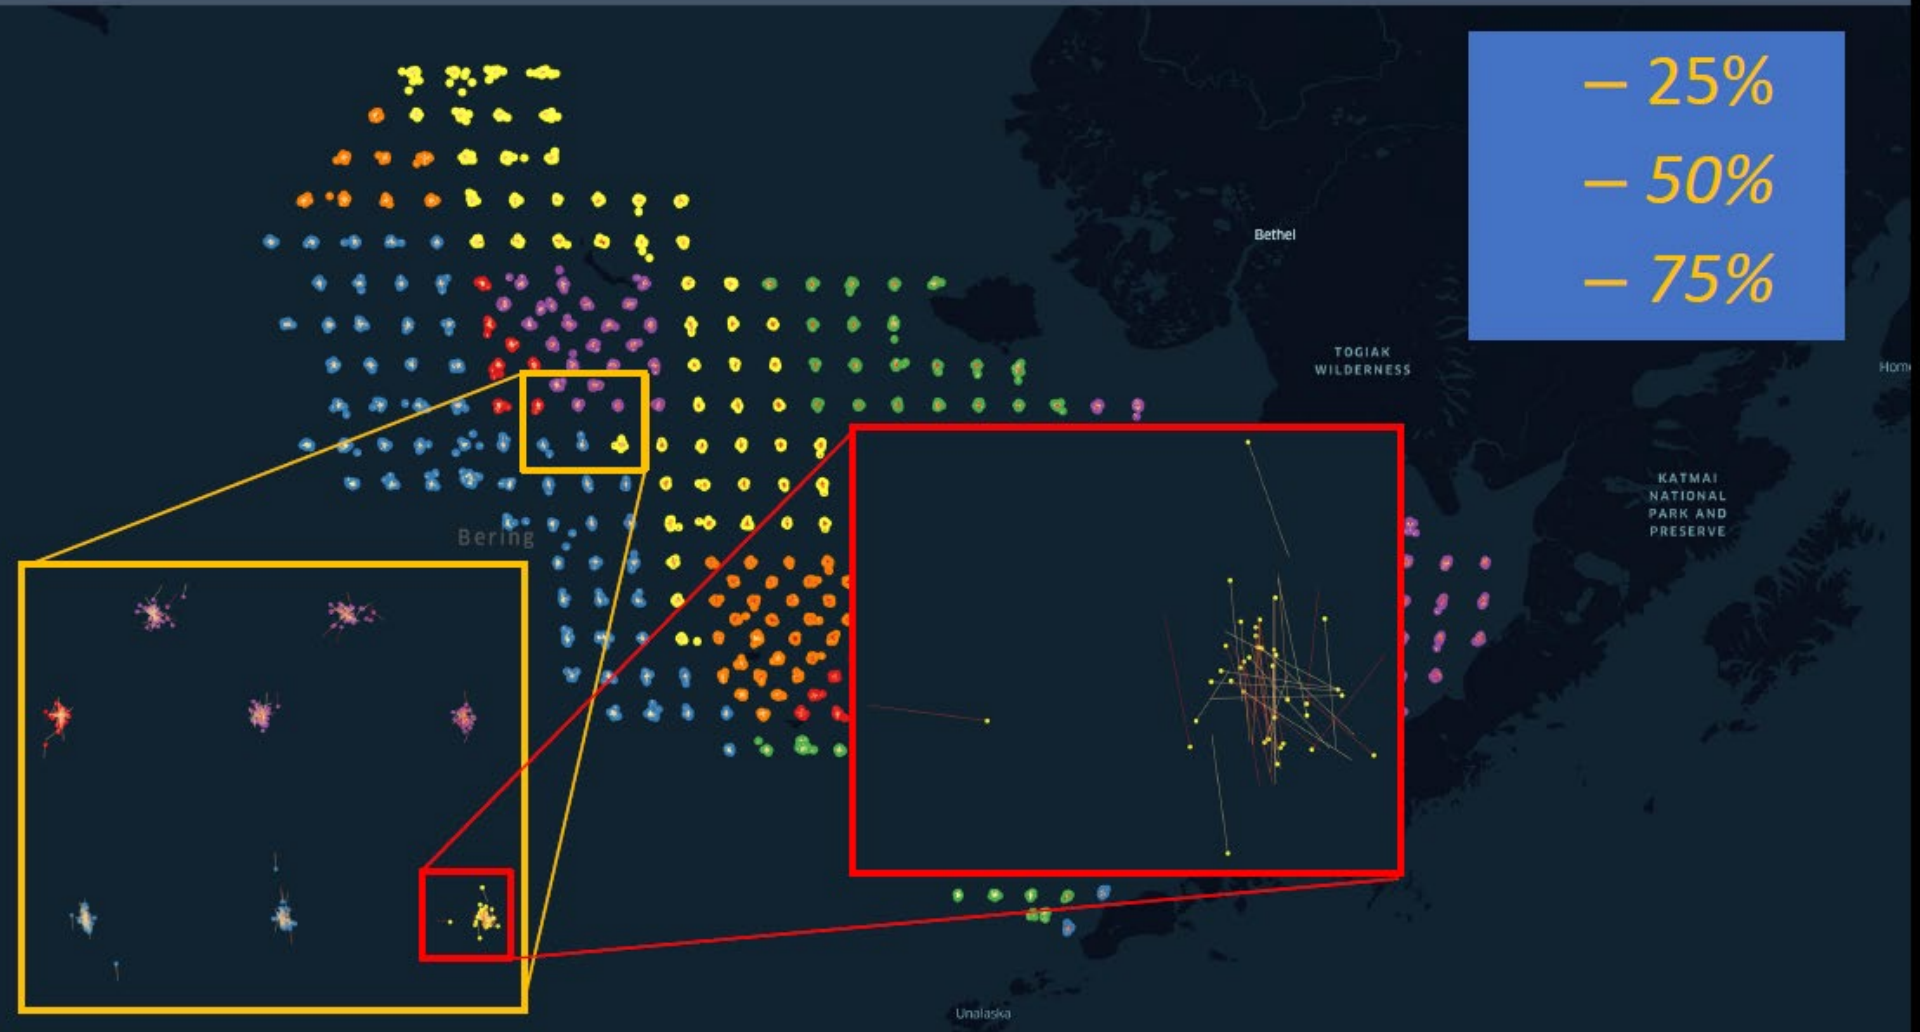 – 25%
– 50%
– 75%
Bethel
TOGIAK
WILDERNESS
KATMAI
NATIONAL
PARK AND
PRESERVE
Bering
Unalaska